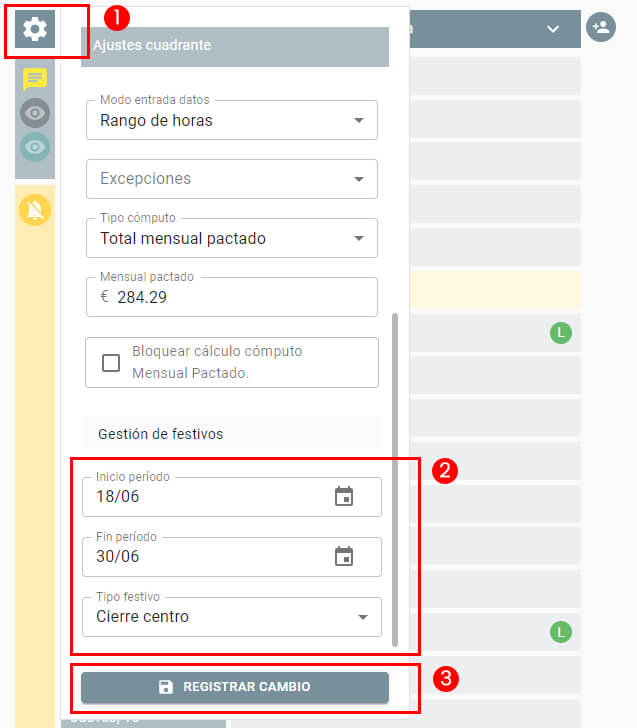 1
Ajustes cuadrante
a
Modo entrada datos
Rango de horas
Excepciones
Tipo cómputo
Total mensual pactado
Mensual pactado
€ 284.29
L
Bloquear cálculo cómputo
Mensual Pactado.
Gestión de festivos
2
Inicio período
18/06
Fin período
30/06
Tipo festivo
Cierre centro
L
3
REGISTRAR CAMBIO